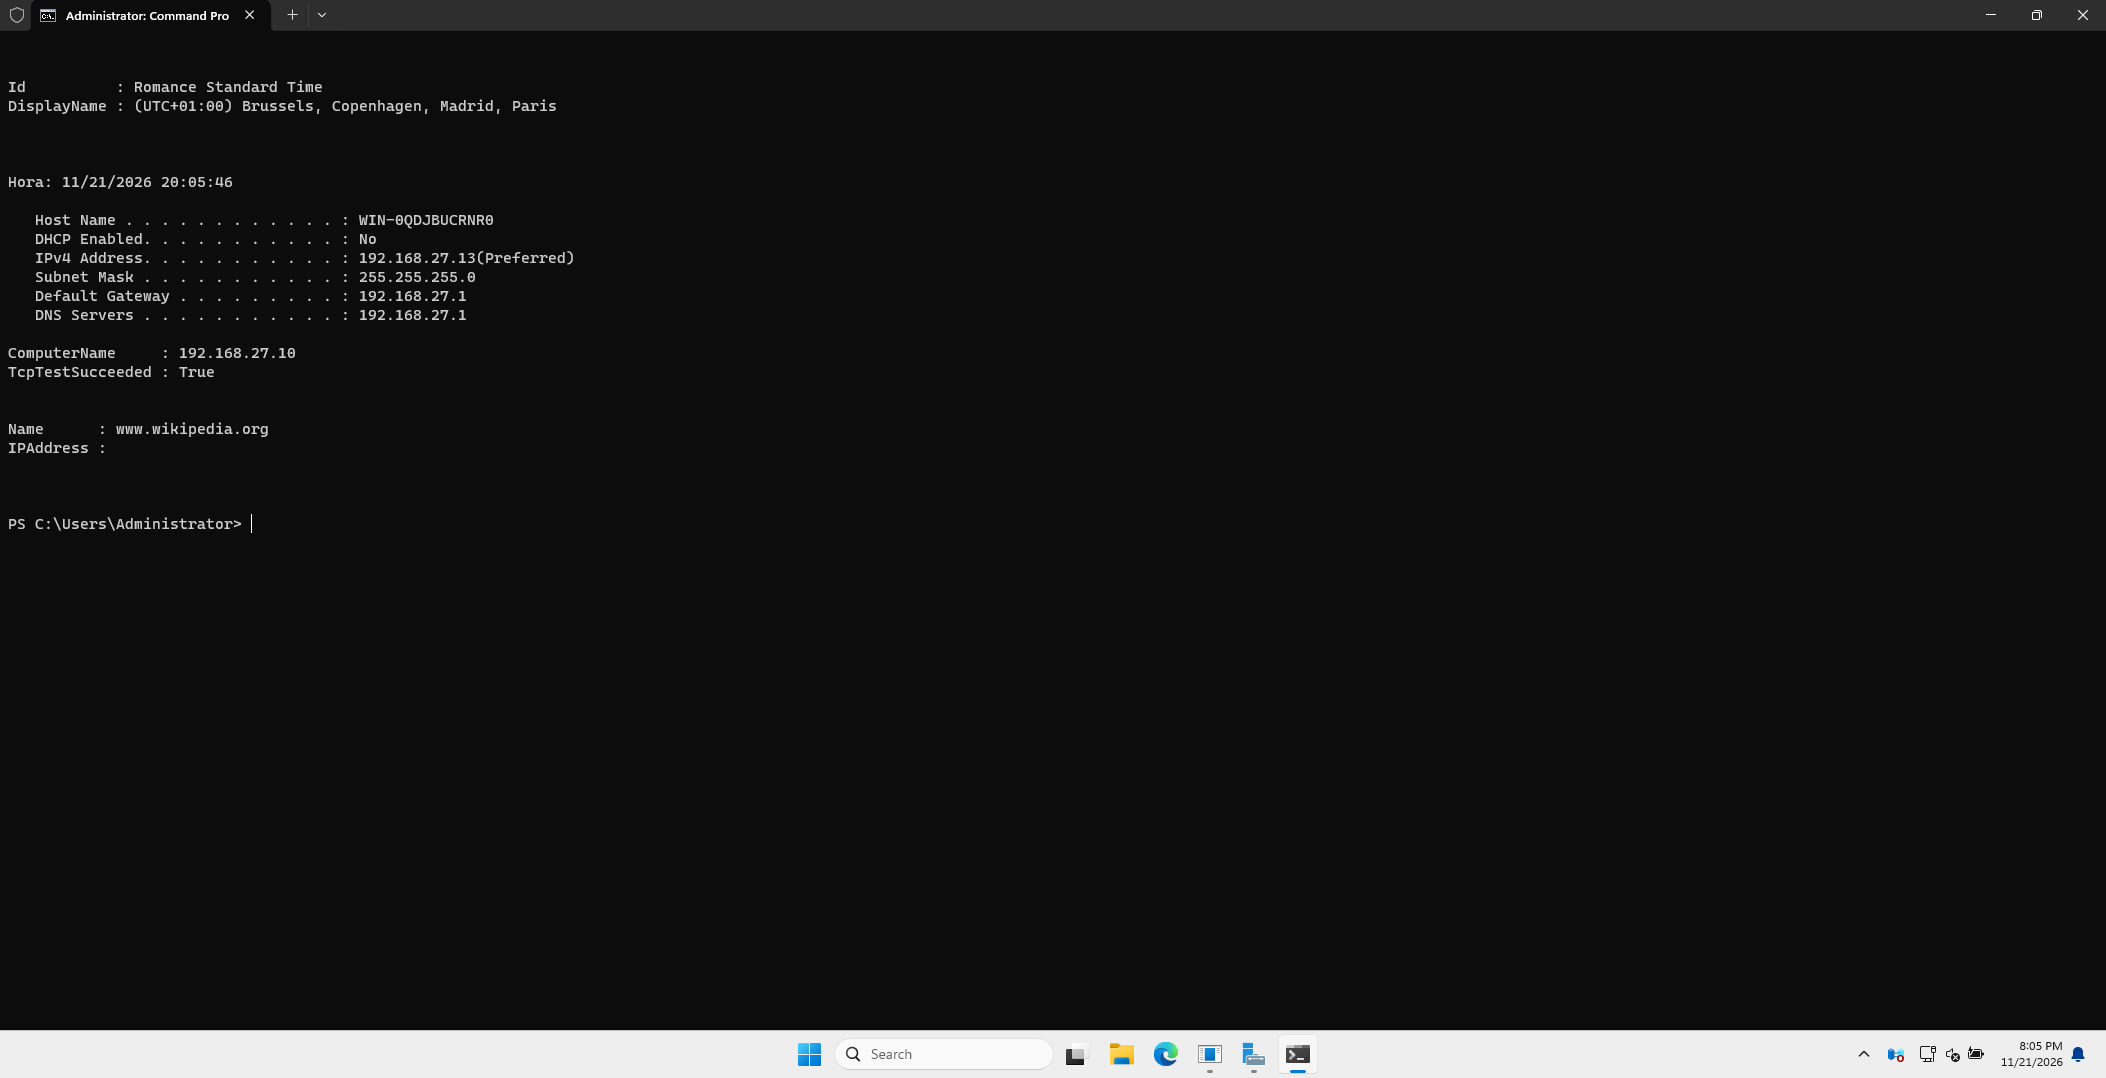 Administrator: Command Pro
Id          : Romance Standard Time
DisplayName : (UTC+01:00) Brussels, Copenhagen, Madrid, Paris
Hora: 11/21/2026 20:05:46
   Host Name . . . . . . . . . . . . : WIN-0QDJBUCRNR0
   DHCP Enabled. . . . . . . . . . . : No
   IPv4 Address. . . . . . . . . . . : 192.168.27.13(Preferred)
   Subnet Mask . . . . . . . . . . . : 255.255.255.0
   Default Gateway . . . . . . . . . : 192.168.27.1
   DNS Servers . . . . . . . . . . . : 192.168.27.1
ComputerName     : 192.168.27.10
TcpTestSucceeded : True
Name      : www.wikipedia.org
IPAddress :
PS C:\Users\Administrator>
Search
8:05 PM
11/21/2026